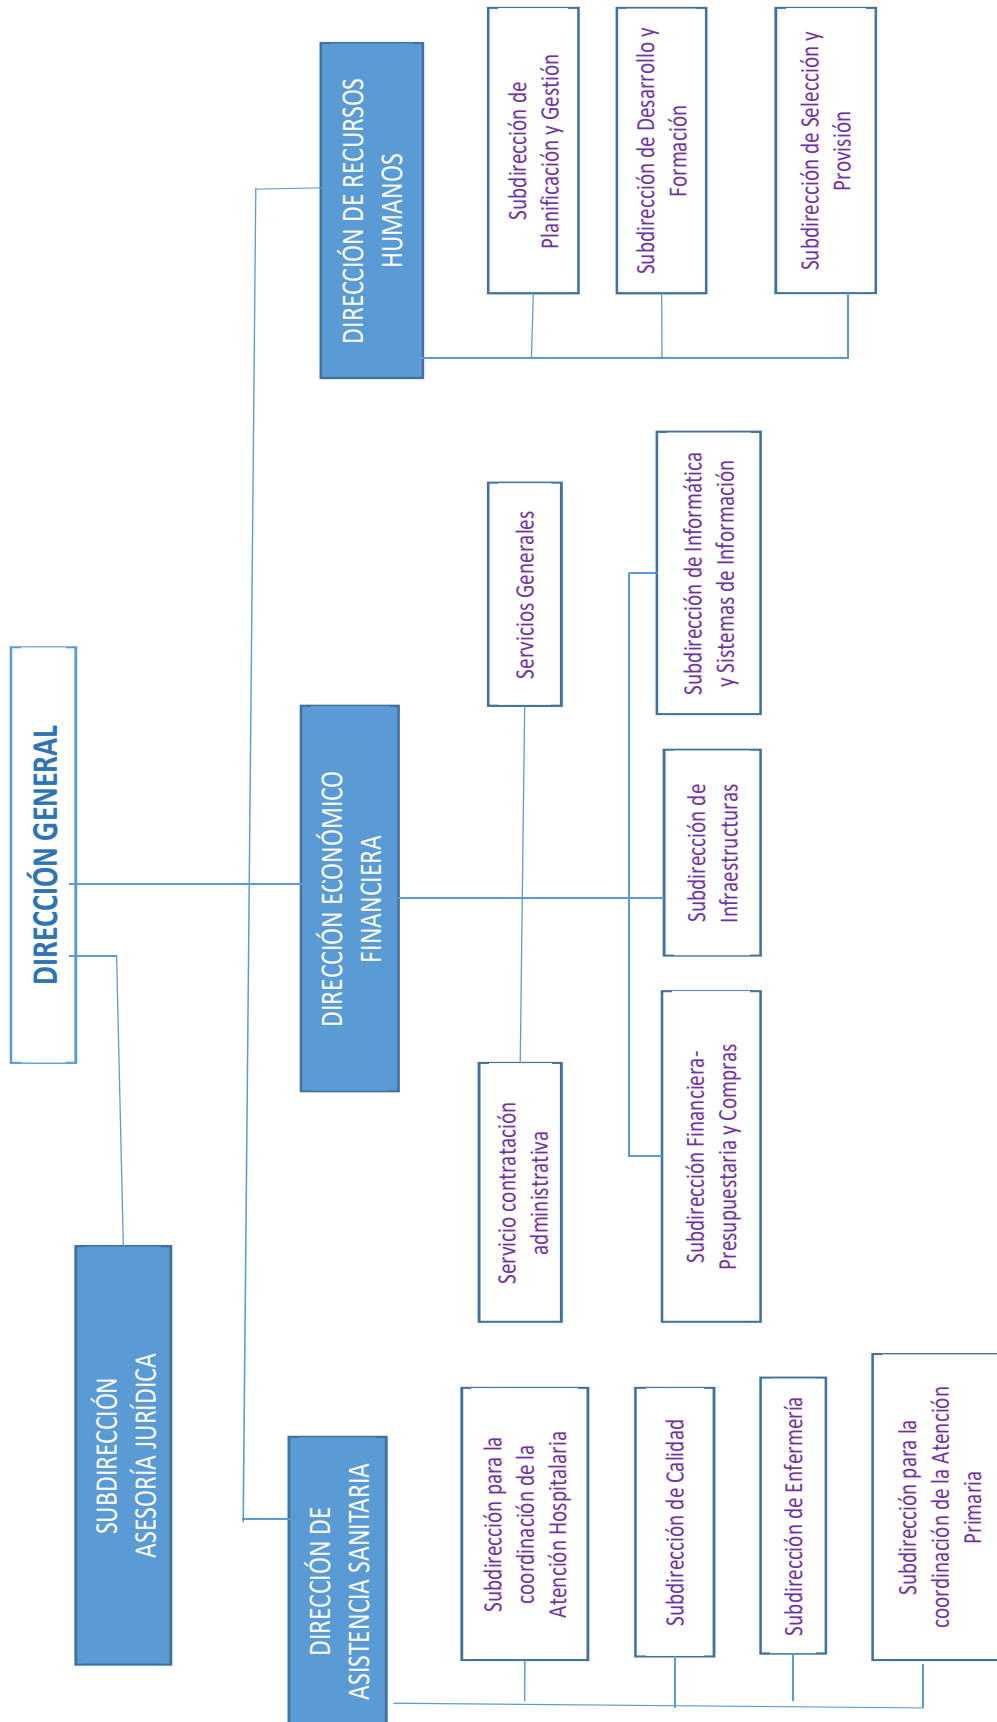 DIRECCIÓN GENERAL
SUBDIRECCIÓN
ASESORÍA JURÍDICA
DIRECCIÓN DE
ASISTENCIA SANITARIA
DIRECCIÓN ECONÓMICO
FINANCIERA
DIRECCIÓN DE RECURSOS
HUMANOS
Subdirección para la
coordinación de la
Atención Hospitalaria
Subdirección de Calidad
Subdirección de Enfermería
Subdirección para la
coordinación de la Atención
Primaria
Servicio contratación
administrativa
Servicios Generales
Subdirección Financiera-
Presupuestaria y Compras
Subdirección de
Infraestructuras
Subdirección de Informática
y Sistemas de Información
Subdirección de
Planificación y Gestión
Subdirección de Desarrollo y
Formación
Subdirección de Selección y
Provisión